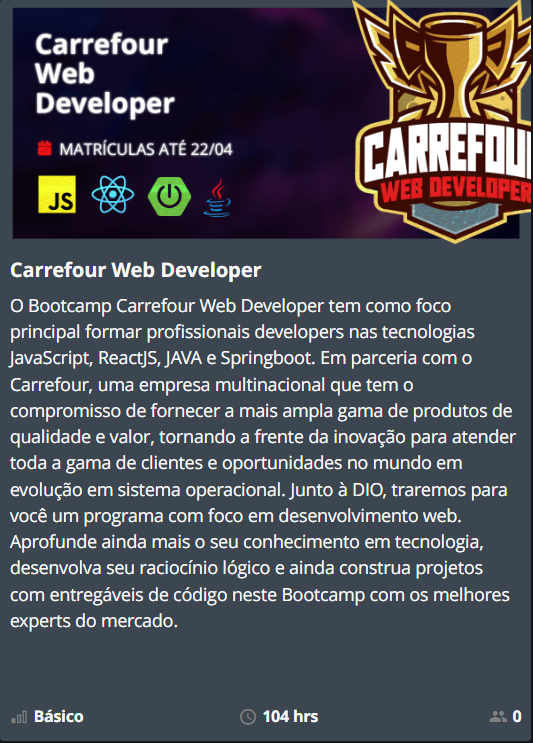 Carrefour
Web
Developer
MATRÍCULAS ATÉ 22/04
JS
CARREFOU
WEB DEVELOPER
Carrefour Web Developer
O Bootcamp Carrefour Web Developer tem como foco
principal formar profissionais developers nas tecnologias
JavaScript, ReactJS, JAVA e Springboot. Em parceria com o
Carrefour, uma empresa multinacional que tem o
compromisso de fornecer a mais ampla gama de produtos de
qualidade e valor, tornando a frente da inovação para atender
toda a gama de clientes e oportunidades no mundo em
evolução em sistema operacional. Junto à DIO, traremos para
você um programa com foco em desenvolvimento web.
Aprofunde ainda mais o seu conhecimento em tecnologia,
desenvolva seu raciocínio lógico e ainda construa projetos
com entregáveis de código neste Bootcamp com os melhores
experts do mercado.
Básico
104 hrs
0